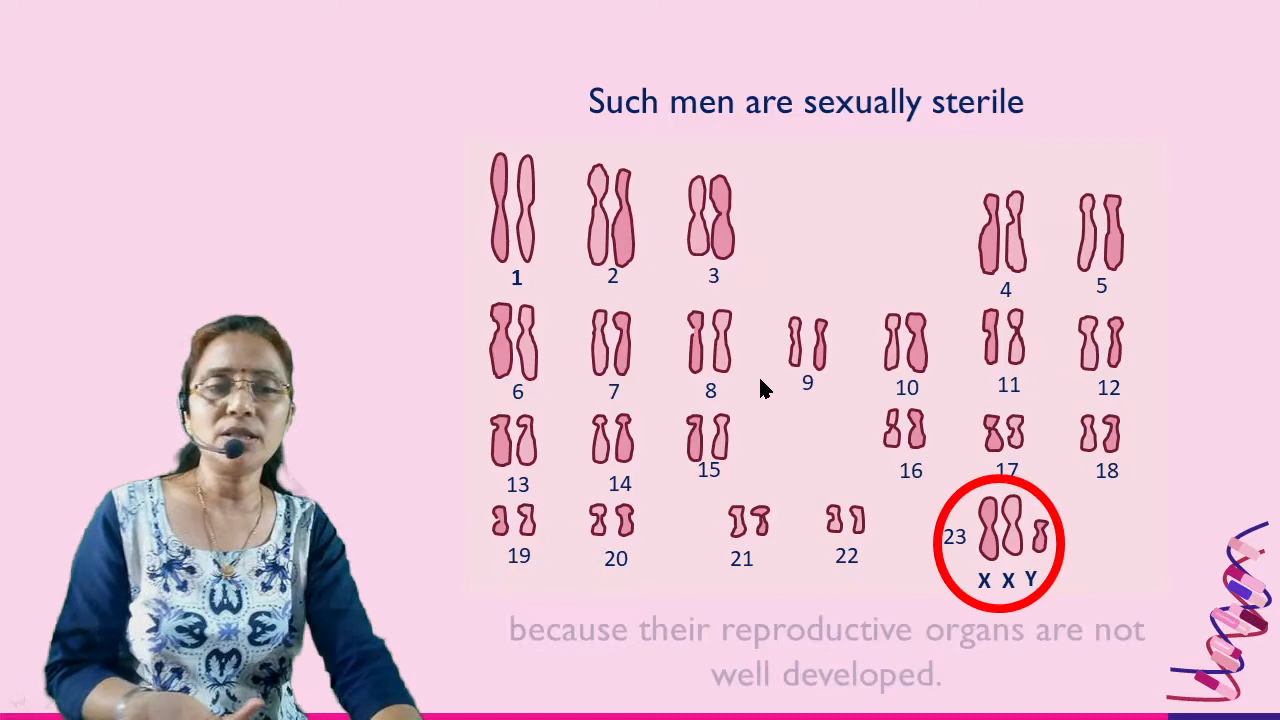 Such men are sexually sterile
1 2 3 4 5
6 7 8 9 10 11 12
13 14 15 16 17 18
19 20 21 22 23
X X Y
because their reproductive organs are not
well developed.